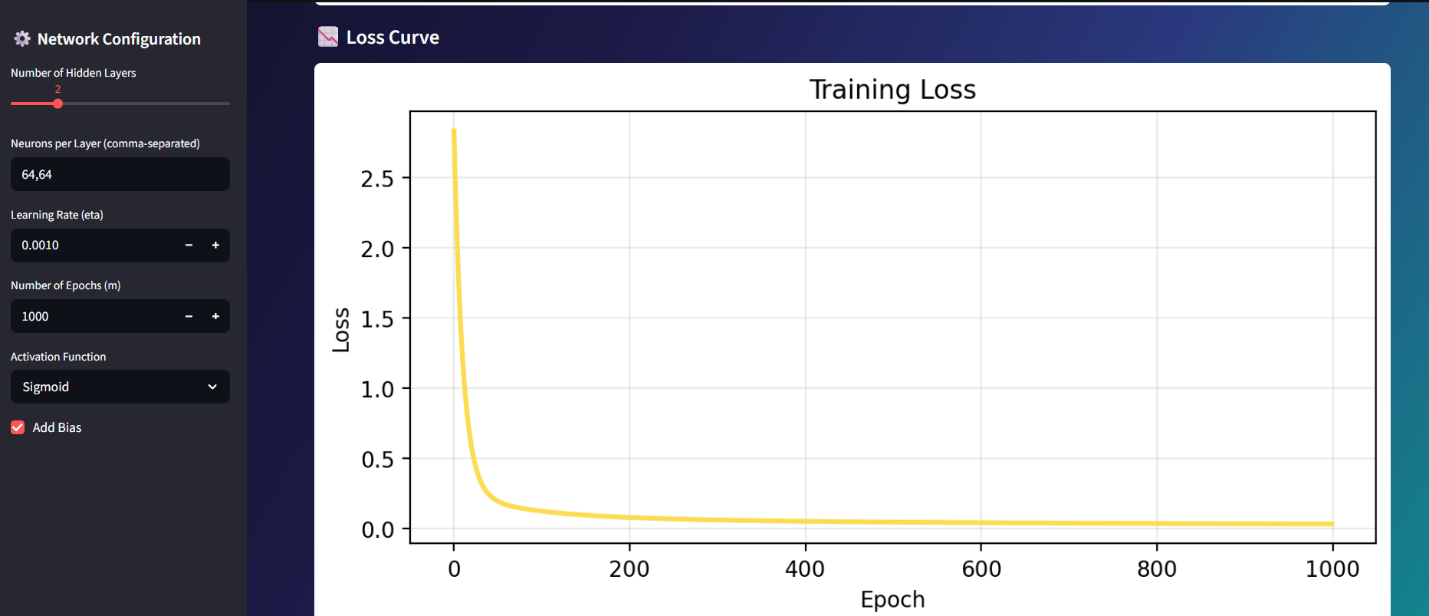 Network Configuration
Number of Hidden Layers
2
Neurons per Layer (comma-separated)
64,64
Learning Rate (eta)
0.0010
Number of Epochs (m)
1000
Activation Function
Sigmoid
Add Bias
Loss Curve
Training Loss
Loss
2.5
2.0
1.5
1.0
0.5
0.0
0 200 400 600 800 1000
Epoch